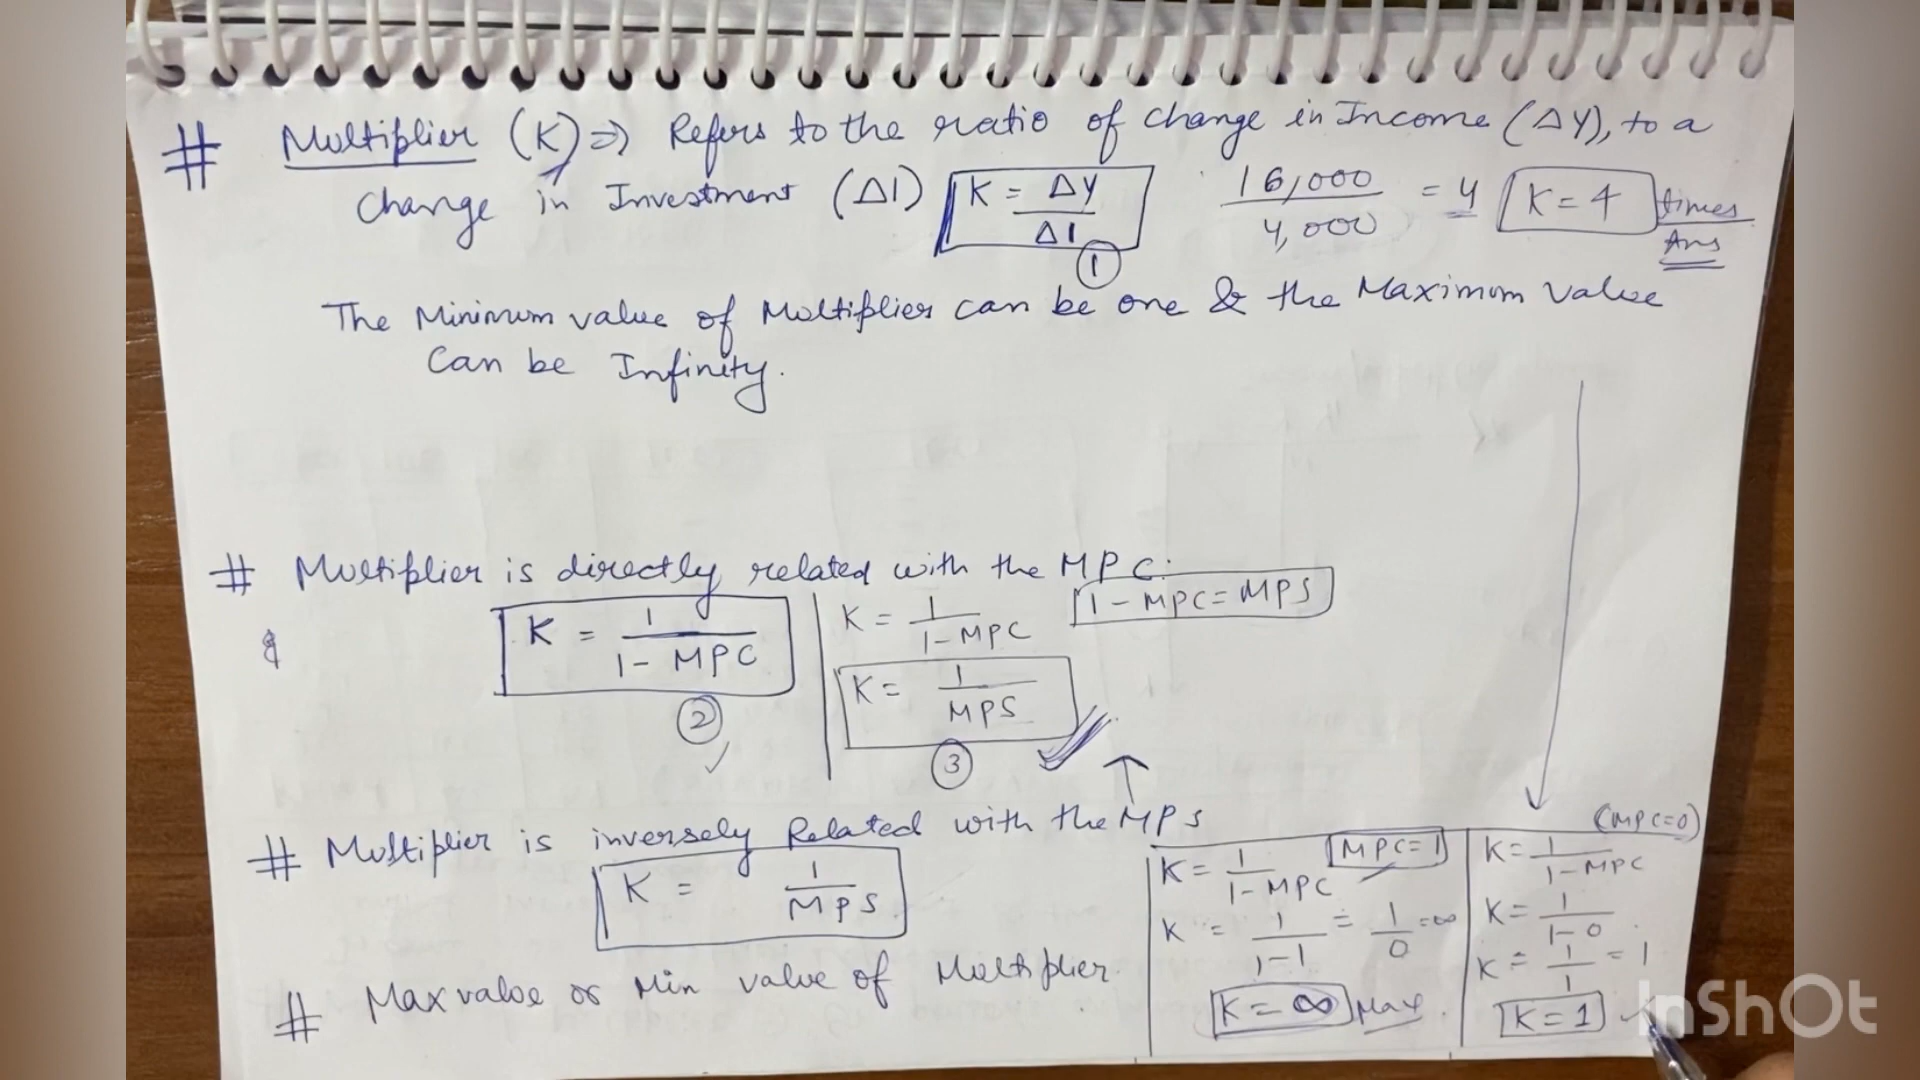 # Multiplier (K) => Refers to the ratio of change in Income (ΔY), to a
change in Investment (ΔI) K = ΔY/ΔI 16,000/4,000 = 4 K = 4 times
Ans
①
The Minimum value of Multiplier can be one & the Maximum value
Can be Infinity.
# Multiplier is directly related with the MPC.
K = 1/1-MPC
②
K = 1/1-MPC
1-MPC = MPS
K = 1/MPS
③
&
# Multiplier is inversely Related with the MPS
K = 1/MPS
# Max value or Min value of Multiplier
K = 1/1-MPC MPC=1
K = 1/1-1 = 1/0 = ∞
K = ∞ Max.
(MPC=0)
K = 1/1-MPC
K = 1/1-0
K = 1/1 = 1
K = 1
InShOt